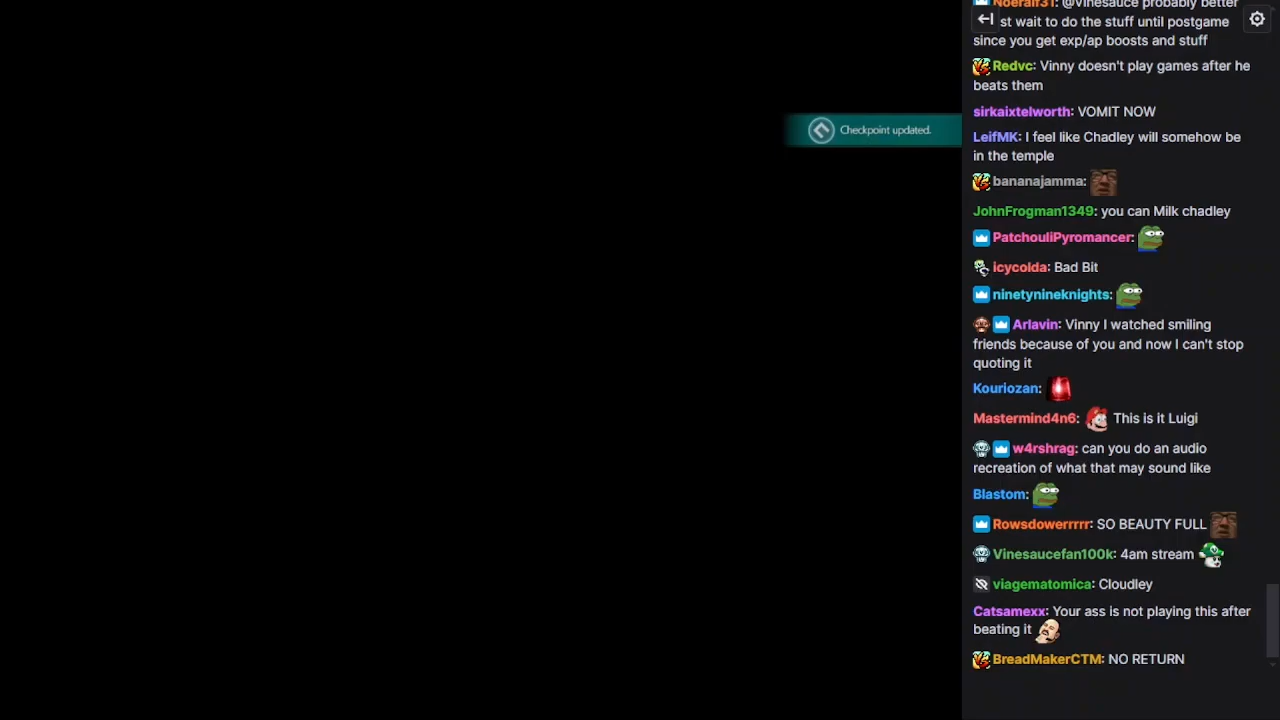 Checkpoint updated.
Noeralf31: @Vinesauce probably better
st wait to do the stuff until postgame
since you get exp/ap boosts and stuff
Redvc: Vinny doesn't play games after he
beats them
sirkaixtelworth: VOMIT NOW
LeifMK: I feel like Chadley will somehow be
in the temple
bananajamma:
JohnFrogman1349: you can Milk chadley
PatchouliPyromancer:
icycolda: Bad Bit
ninetynineknights:
Arlavin: Vinny I watched smiling
friends because of you and now I can't stop
quoting it
Kouriozan:
Mastermind4n6: This is it Luigi
w4rshrag: can you do an audio
recreation of what that may sound like
Blastom:
Rowsdowerrrrr: SO BEAUTY FULL
Vinesaucefan100k: 4am stream
viagematomica: Cloudley
Catsamexx: Your ass is not playing this after
beating it
BreadMakerCTM: NO RETURN